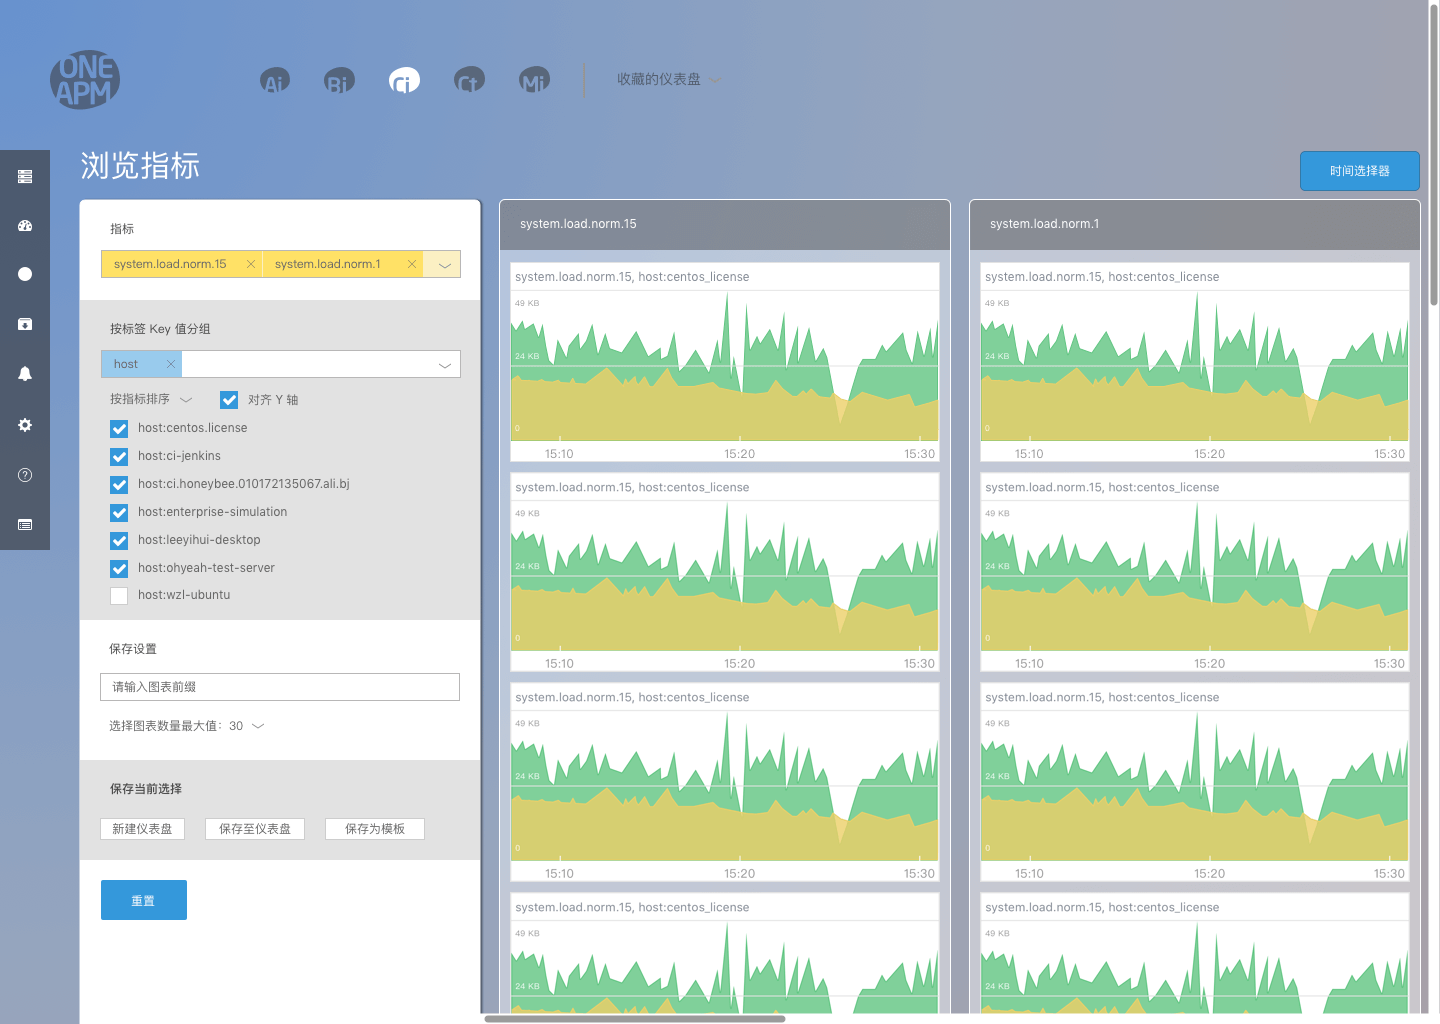 ONE
APM
Ai Bi Ci Ct Mi 收藏的仪表盘
浏览指标
时间选择器
指标
system.load.norm.15 system.load.norm.1
按标签 Key 值分组
host
按指标排序 对齐 Y 轴
host:centos.license
host:ci-jenkins
host:ci.honeybee.010172135067.ali.bj
host:enterprise-simulation
host:leeyihui-desktop
host:ohyeah-test-server
host:wzl-ubuntu
保存设置
请输入图表前缀
选择图表数量最大值：30
保存当前选择
新建仪表盘 保存至仪表盘 保存为模板
重置
system.load.norm.15
system.load.norm.15, host:centos_license
49 KB
24 KB
0
15:10 15:20 15:30
system.load.norm.15, host:centos_license
49 KB
24 KB
0
15:10 15:20 15:30
system.load.norm.15, host:centos_license
49 KB
24 KB
0
15:10 15:20 15:30
system.load.norm.15, host:centos_license
49 KB
24 KB
system.load.norm.1
system.load.norm.15, host:centos_license
49 KB
24 KB
0
15:10 15:20 15:30
system.load.norm.15, host:centos_license
49 KB
24 KB
0
15:10 15:20 15:30
system.load.norm.15, host:centos_license
49 KB
24 KB
0
15:10 15:20 15:30
system.load.norm.15, host:centos_license
49 KB
24 KB